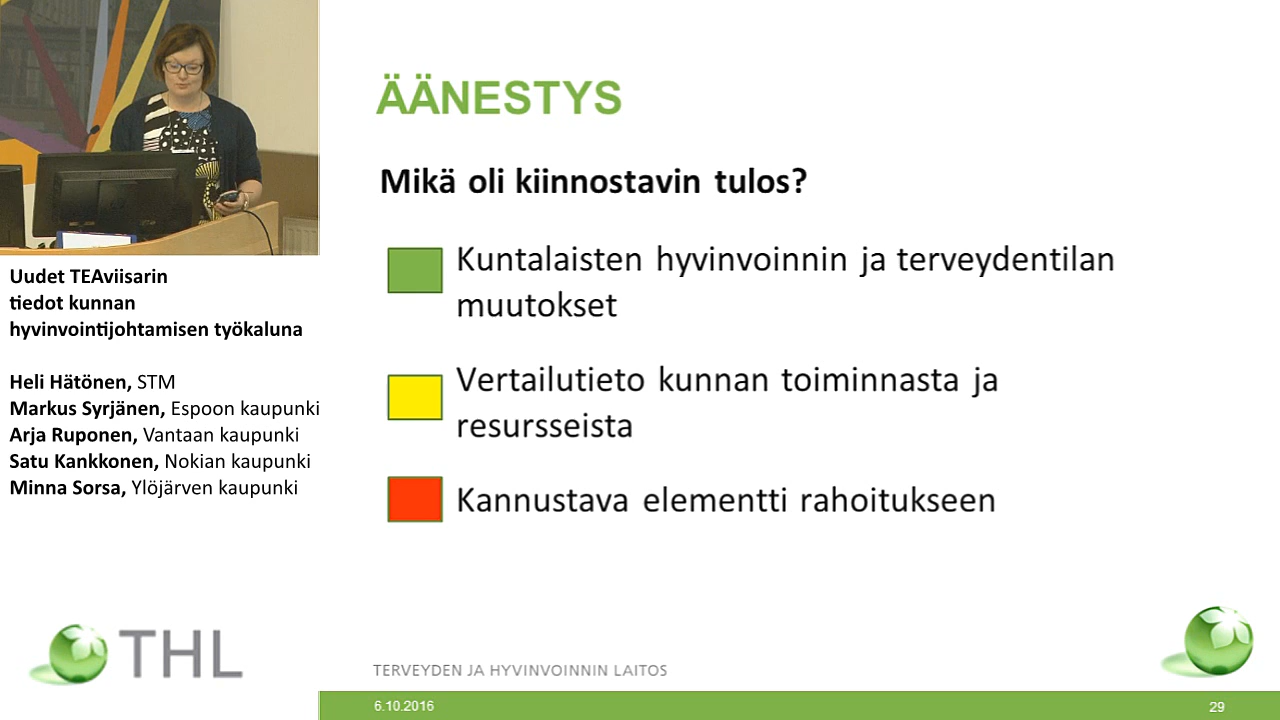 Uudet TEAviisarin
tiedot kunnan
hyvinvointijohtamisen työkaluna
Heli Hätönen, STM
Markus Syrjänen, Espoon kaupunki
Arja Ruponen, Vantaan kaupunki
Satu Kankkonen, Nokian kaupunki
Minna Sorsa, Ylöjärven kaupunki
THL
ÄÄNESTYS
Mikä oli kiinnostavin tulos?
Kuntalaisten hyvinvoinnin ja terveydentilan
muutokset
Vertailutieto kunnan toiminnasta ja
resursseista
Kannustava elementti rahoitukseen
TERVEYDEN JA HYVINVOINNIN LAITOS
6.10.2016
29